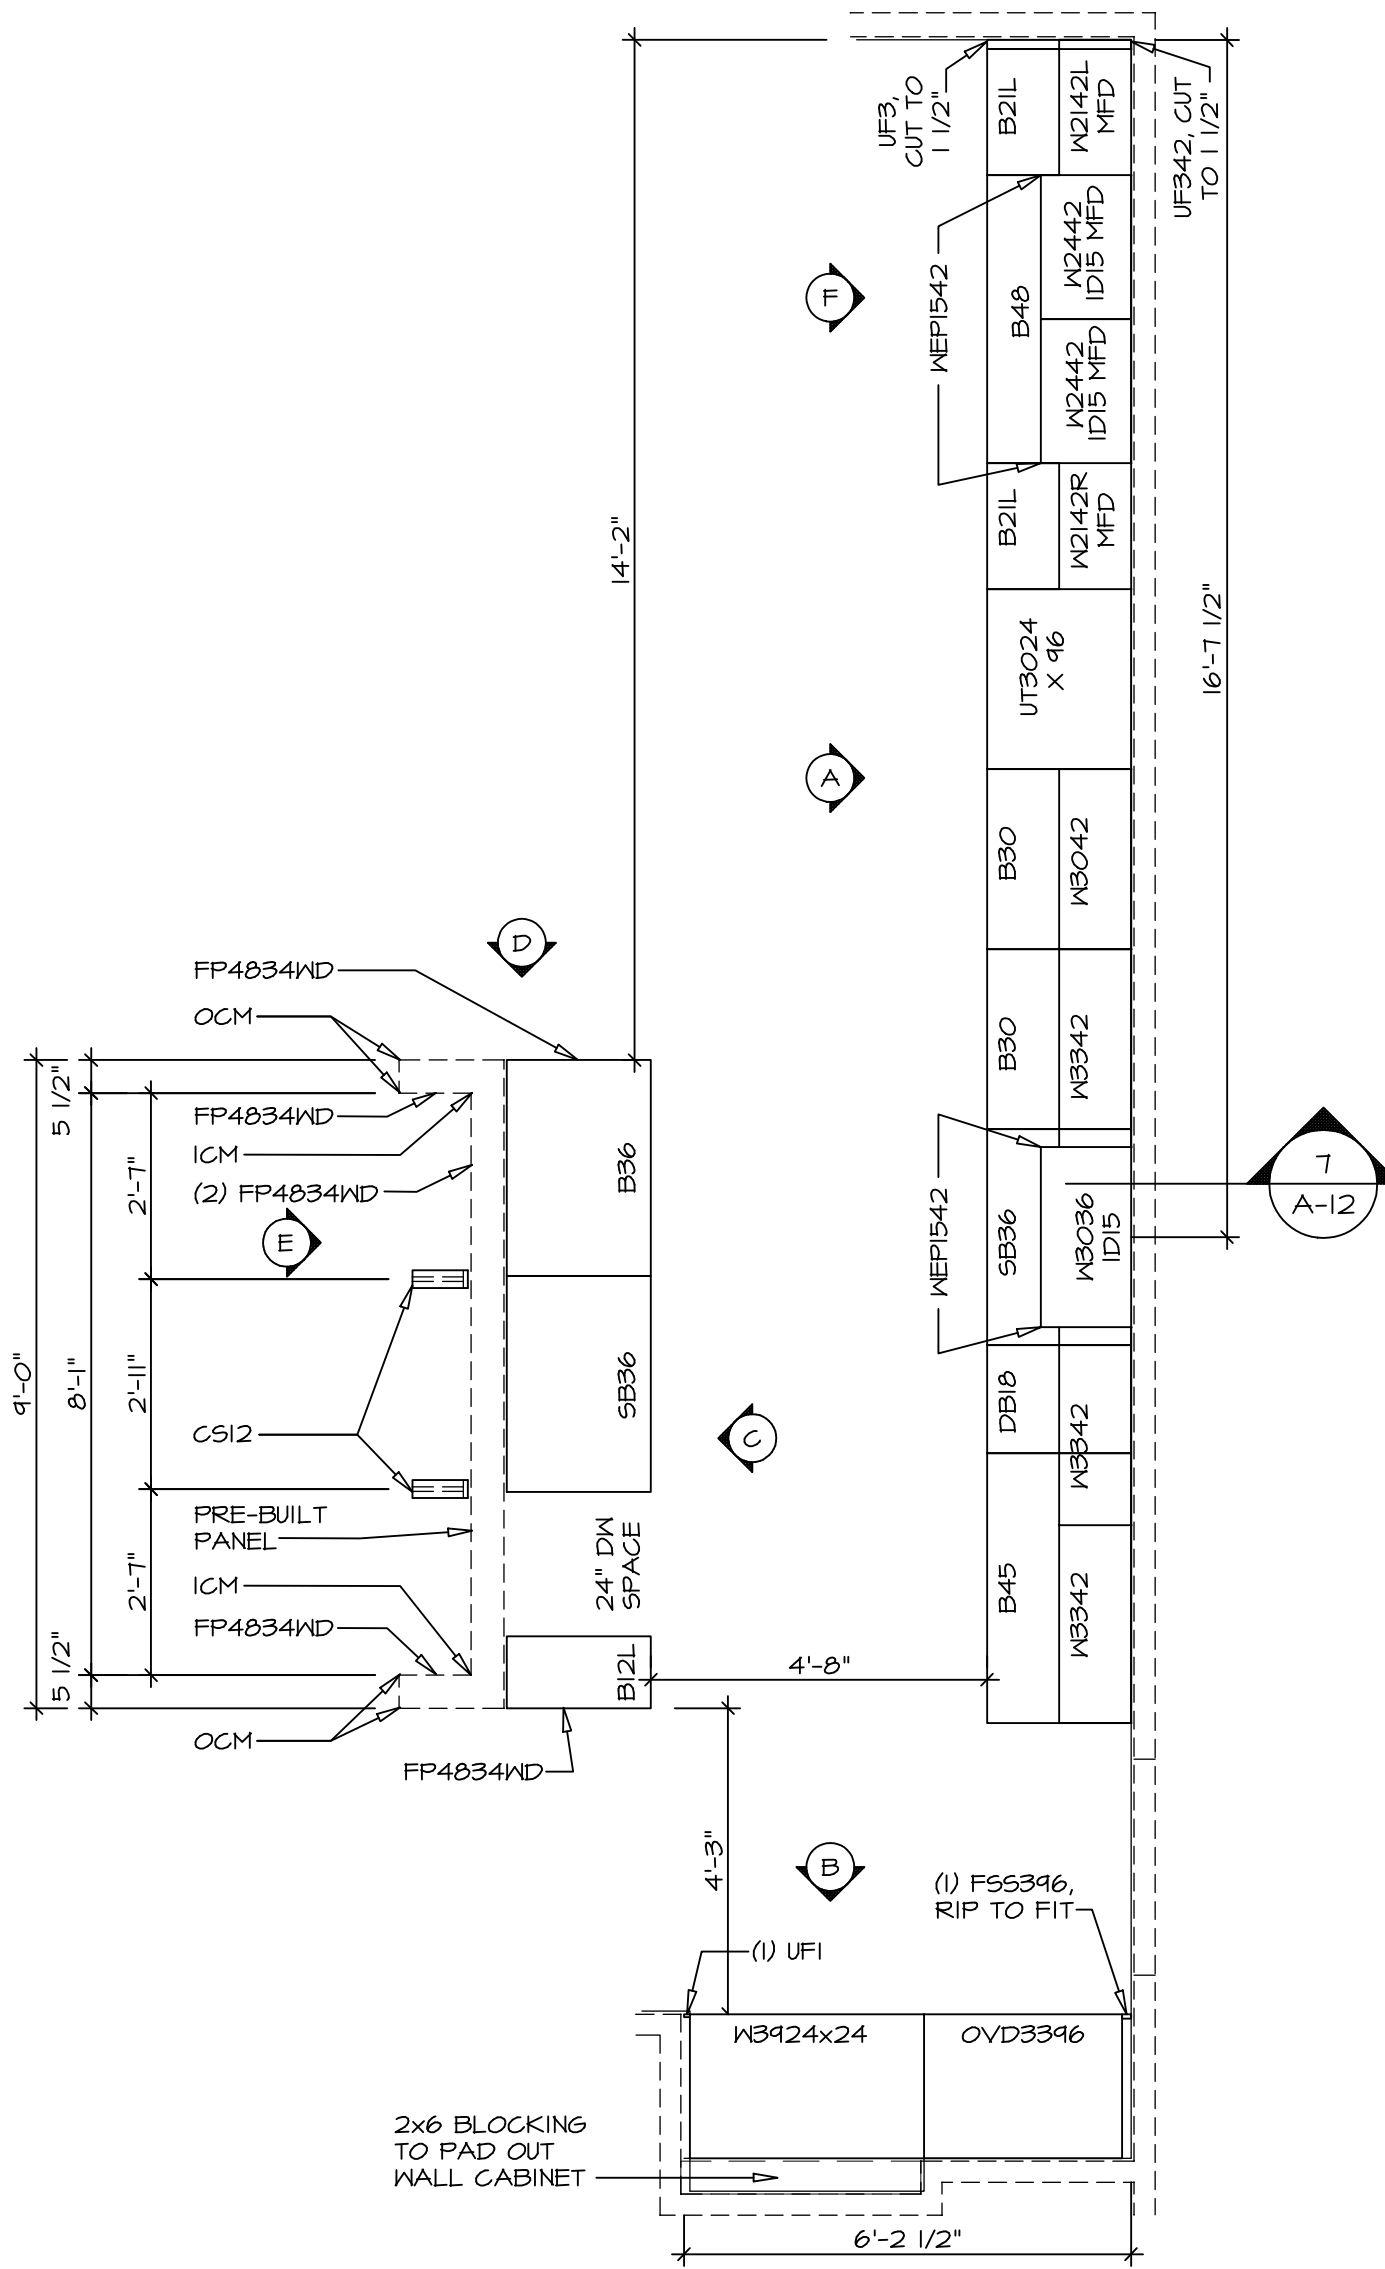 UF3,
CUT TO
1 1/2"
B21L
W2142L
MFD
UF342, CUT
TO 1 1/2"
WEP1542
B48
W2442
1D15 MFD
F
W2442
1D15 MFD
14'-2"
B21L
W2142R
MFD
16'-7 1/2"
UT3024
X 96
A
B30
W3042
D
FP4834WD
OCM
B30
W3342
5 1/2"
FP4834WD
ICM
(2) FP4834WD
2'-7"
B36
E
WEP1542
SB36
W3036
1D15
7
A-12
9'-0"
8'-1"
2'-11"
SB36
CS12
C
DB18
W3342
PRE-BUILT
PANEL
24" DW
SPACE
ICM
FP4834WD
2'-7"
5 1/2"
B45
W3342
B12L
4'-8"
OCM
FP4834WD
4'-3"
B
(1) FSS396,
RIP TO FIT
(1) UF1
W3924x24
OVD3396
2x6 BLOCKING
TO PAD OUT
WALL CABINET
6'-2 1/2"